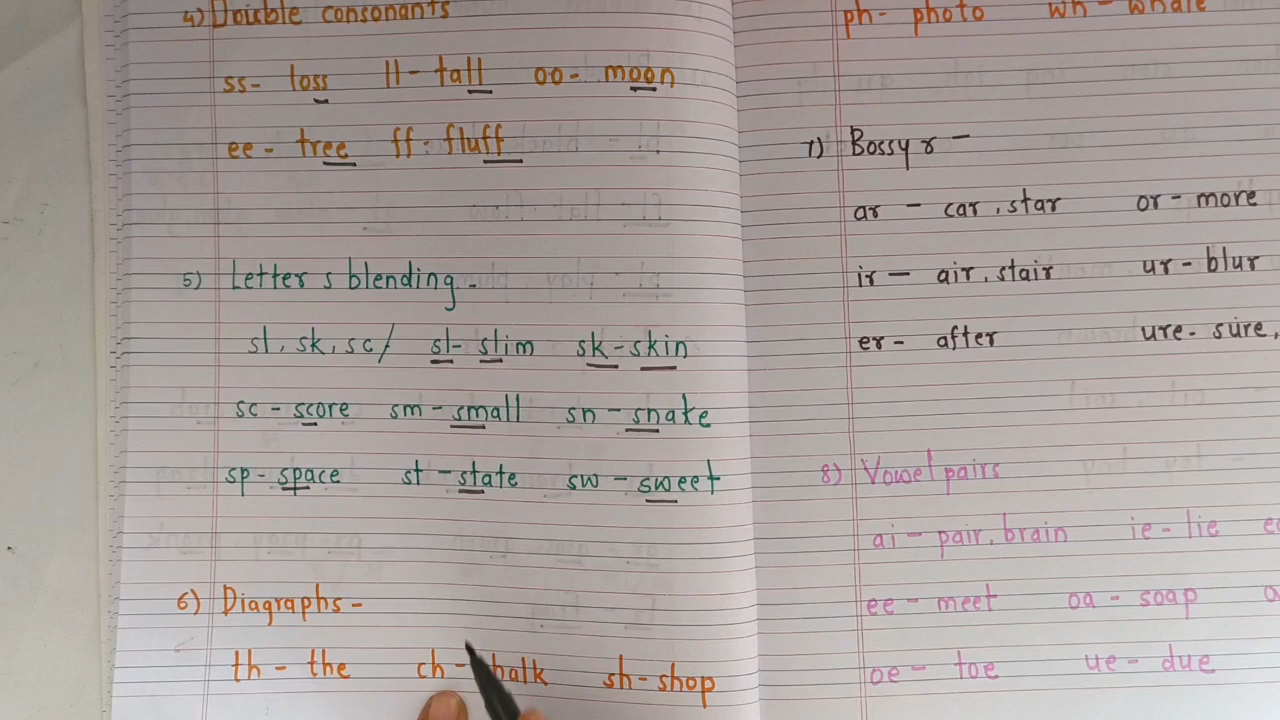 4) Double consonants
ss- loss ll - tall oo - moon
ee - tree ff - fluff
5) Letter s blending -
sl, sk, sc/ sl- slim sk - skin
sc - score sm - small sn - snake
sp - space st - state sw - sweet
6) Diagraphs -
th - the ch - halk sh - shop
ph - photo wh - whale
7) Bossy r -
ar - car, star or - more
ir - air, stair ur - blur
er - after ure - sure,
8) Vowel pairs
ai - pair, brain ie - lie
ee - meet oa - soap
oe - toe ue - due